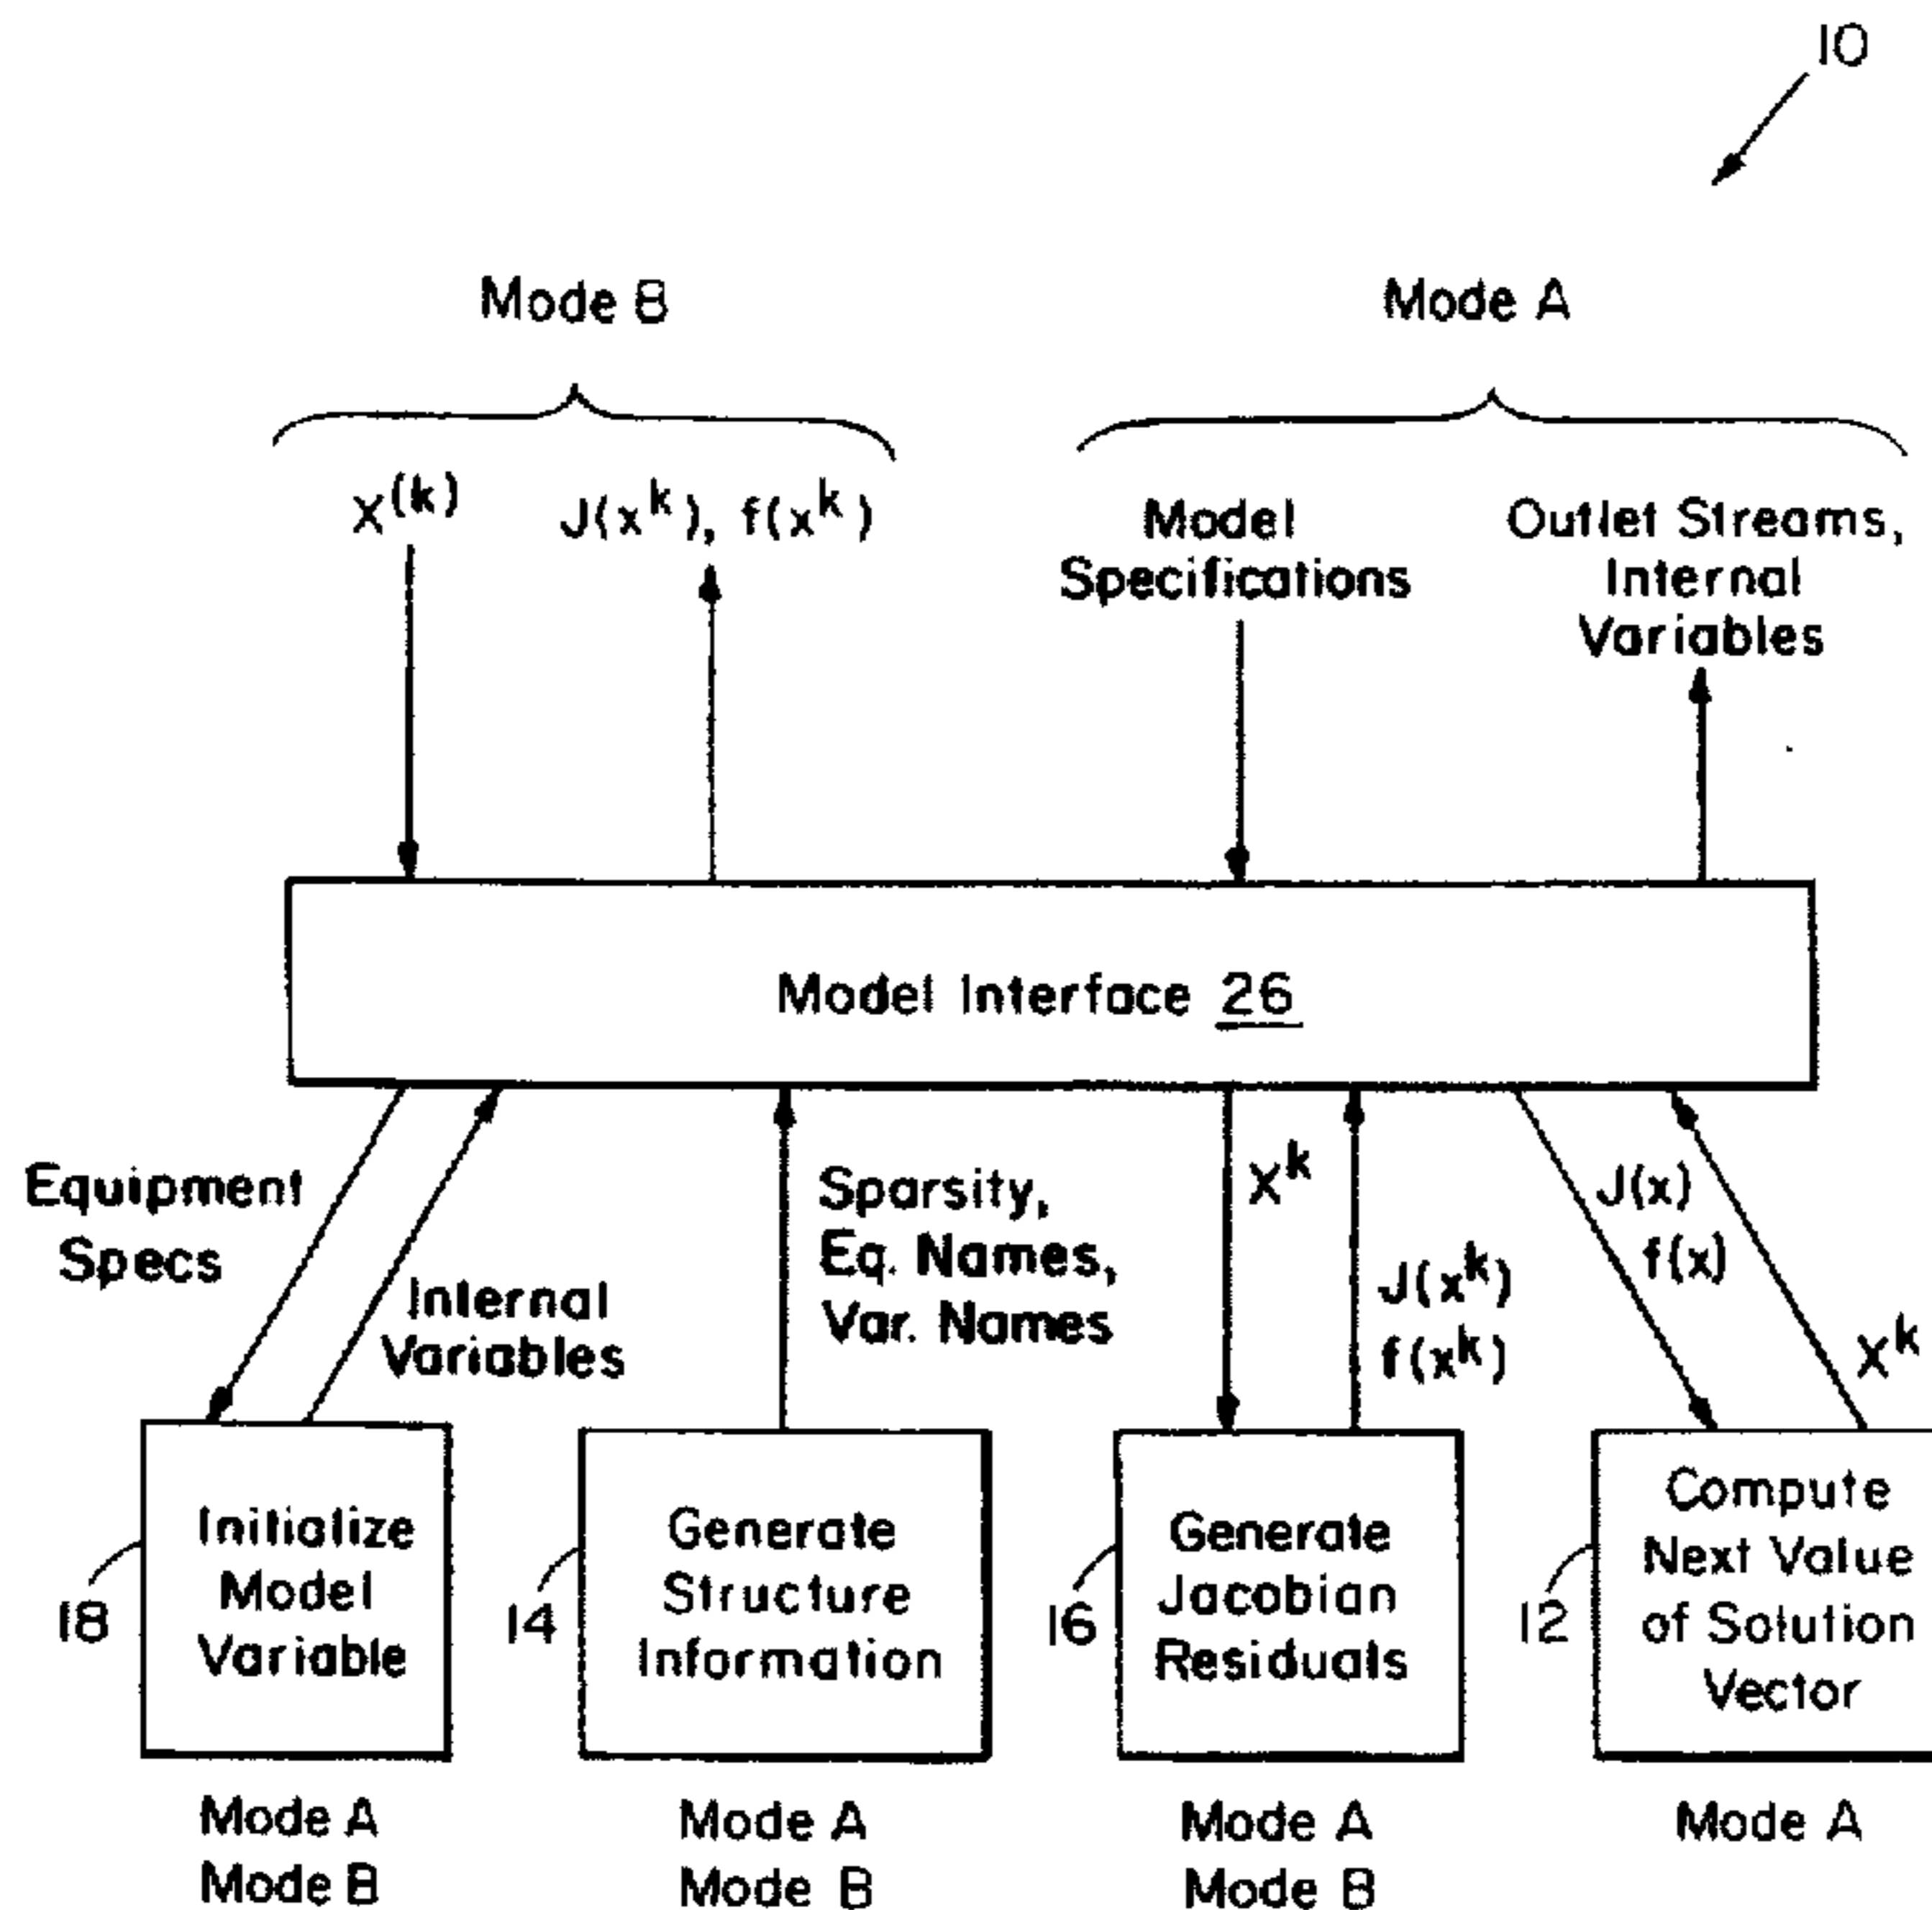 10
Mode B
Mode A
X(k)
J(xk), f(xk)
Model
Specifications
Outlet Streams,
Internal
Variables
Model Interface 26
Equipment
Specs
Internal
Variables
Sparsity,
Eq. Names,
Var. Names
Xk
J(xk)
f(xk)
J(x)
f(x)
Xk
18
Initialize
Model
Variable
14
Generate
Structure
Information
16
Generate
Jacobian
Residuals
12
Compute
Next Value
of Solution
Vector
Mode A
Mode B
Mode A
Mode B
Mode A
Mode B
Mode A